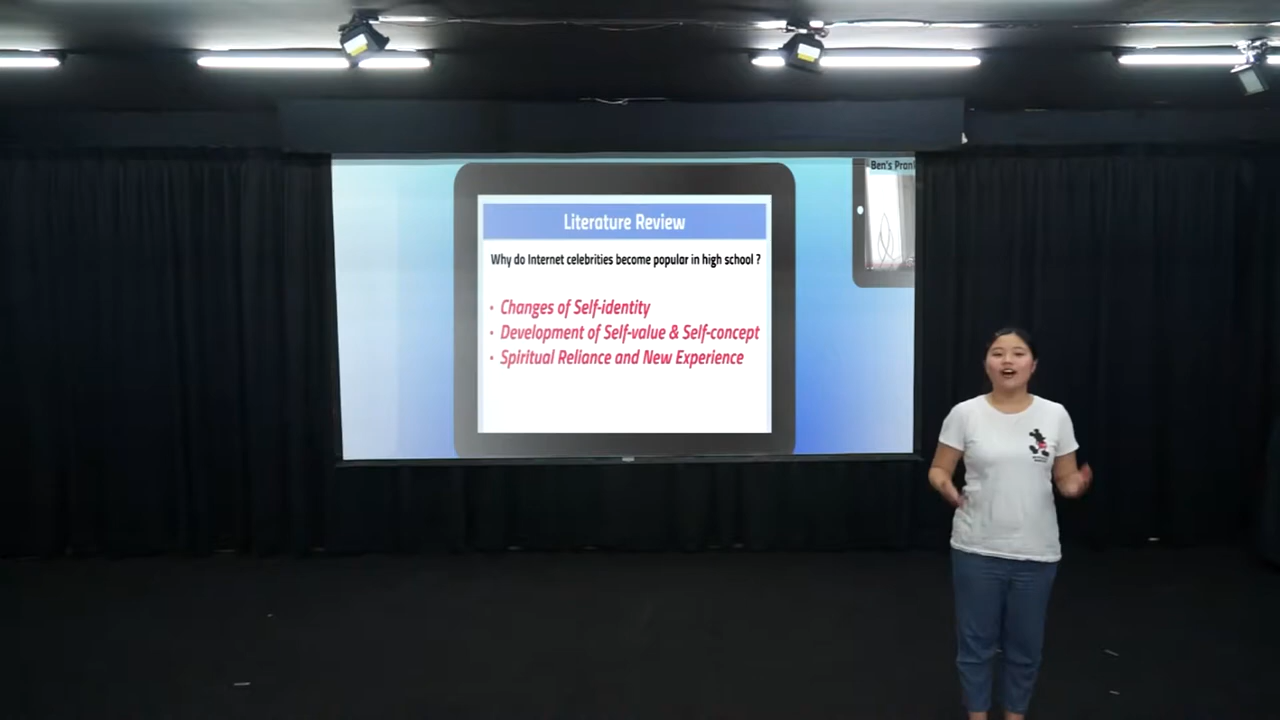 Literature Review
Why do Internet celebrities become popular in high school ?
• Changes of Self-identity
• Development of Self-value & Self-concept
• Spiritual Reliance and New Experience
Ben's